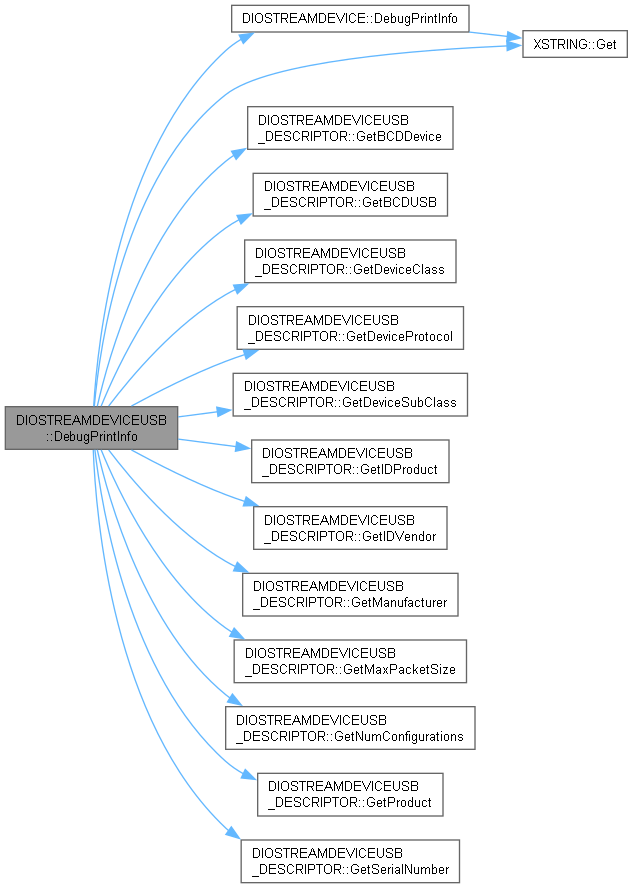 DIOSTREAMDEVICE::DebugPrintInfo
XSTRING::Get
DIOSTREAMDEVICEUSB
_DESCRIPTOR::GetBCDDevice
DIOSTREAMDEVICEUSB
_DESCRIPTOR::GetBCDUSB
DIOSTREAMDEVICEUSB
_DESCRIPTOR::GetDeviceClass
DIOSTREAMDEVICEUSB
_DESCRIPTOR::GetDeviceProtocol
DIOSTREAMDEVICEUSB
_DESCRIPTOR::GetDeviceSubClass
DIOSTREAMDEVICEUSB
::DebugPrintInfo
DIOSTREAMDEVICEUSB
_DESCRIPTOR::GetIDProduct
DIOSTREAMDEVICEUSB
_DESCRIPTOR::GetIDVendor
DIOSTREAMDEVICEUSB
_DESCRIPTOR::GetManufacturer
DIOSTREAMDEVICEUSB
_DESCRIPTOR::GetMaxPacketSize
DIOSTREAMDEVICEUSB
_DESCRIPTOR::GetNumConfigurations
DIOSTREAMDEVICEUSB
_DESCRIPTOR::GetProduct
DIOSTREAMDEVICEUSB
_DESCRIPTOR::GetSerialNumber